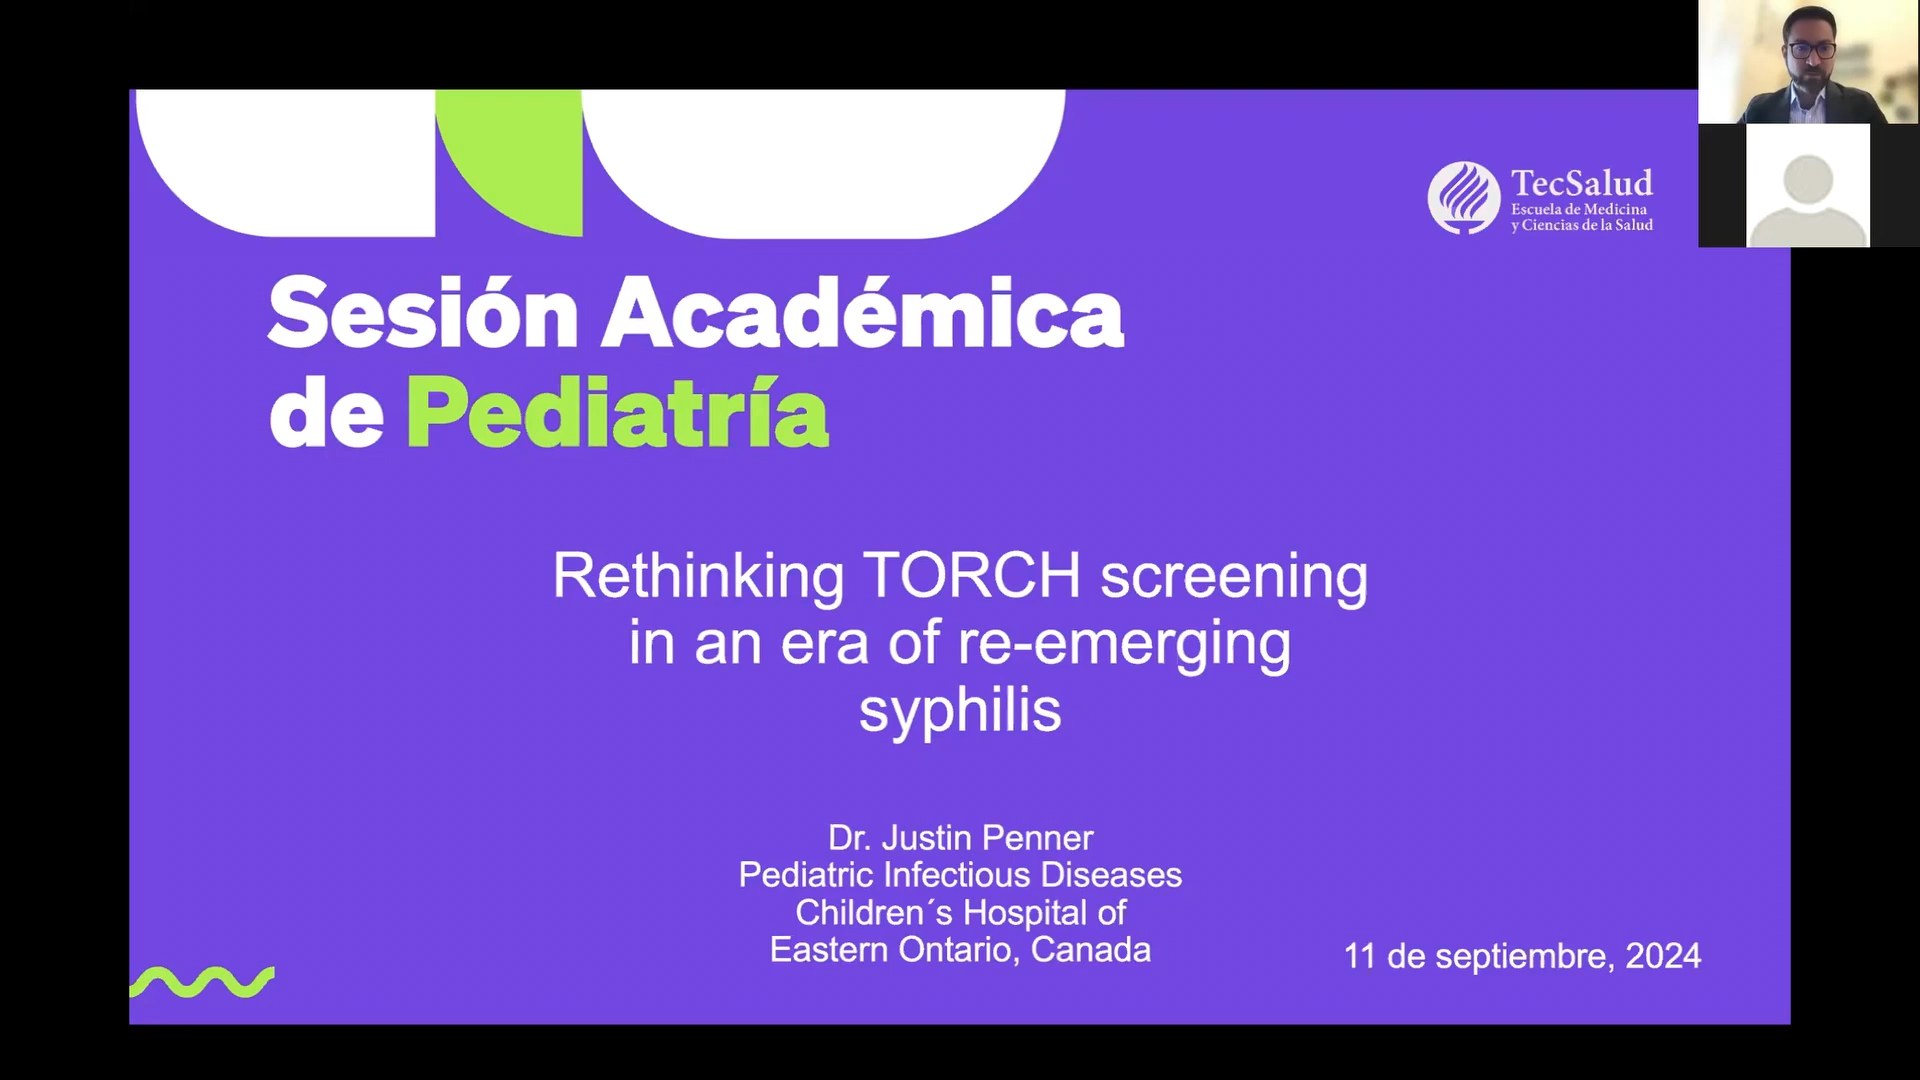 TecSalud
Escuela de Medicina
y Ciencias de la Salud
Sesión Académica
de Pediatría
Rethinking TORCH screening
in an era of re-emerging
syphilis
Dr. Justin Penner
Pediatric Infectious Diseases
Children´s Hospital of
Eastern Ontario, Canada
11 de septiembre, 2024